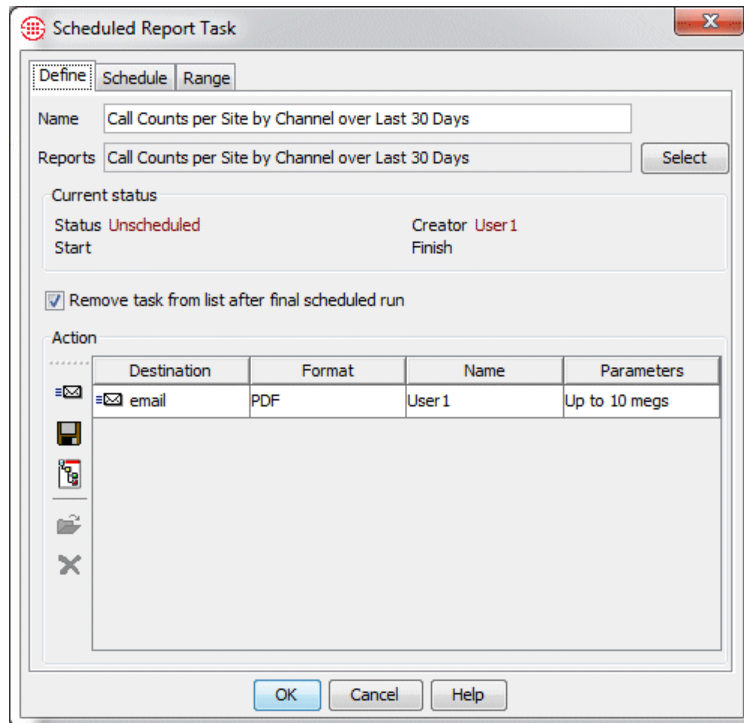 Scheduled Report Task
Define Schedule Range
Name Call Counts per Site by Channel over Last 30 Days
Reports Call Counts per Site by Channel over Last 30 Days Select
Current status
Status Unscheduled Creator User1
Start Finish
Remove task from list after final scheduled run
Action
Destination Format Name Parameters
email PDF User1 Up to 10 megs
OK Cancel Help